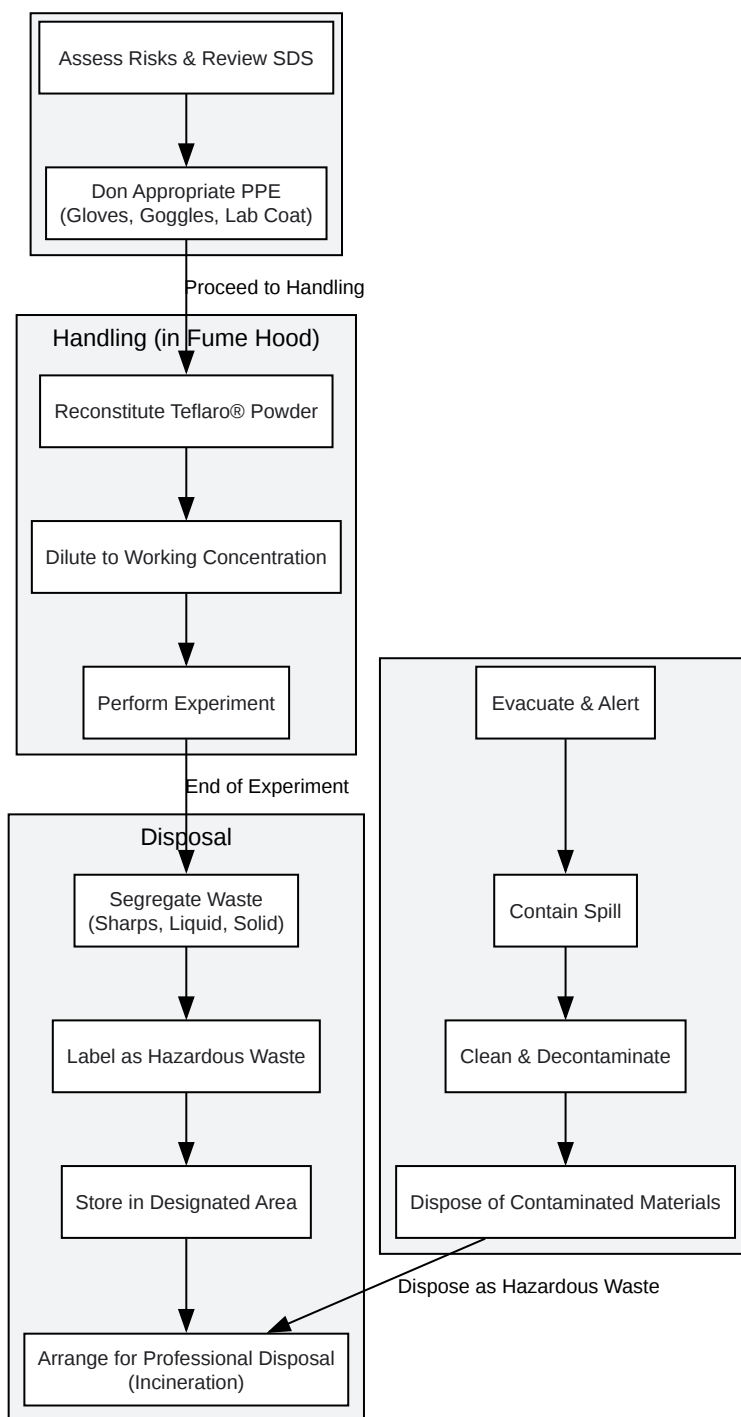 Assess Risks & Review SDS
Don Appropriate PPE
(Gloves, Goggles, Lab Coat)
Proceed to Handling
Handling (in Fume Hood)
Reconstitute Teflaro® Powder
Dilute to Working Concentration
Perform Experiment
End of Experiment
Disposal
Segregate Waste
(Sharps, Liquid, Solid)
Label as Hazardous Waste
Store in Designated Area
Arrange for Professional Disposal
(Incineration)
Evacuate & Alert
Contain Spill
Clean & Decontaminate
Dispose of Contaminated Materials
Dispose as Hazardous Waste